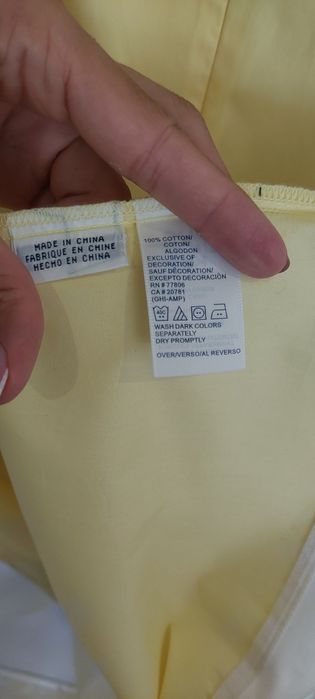 MADE IN CHINA
FABRIQUE EN CHINE
HECHO EN CHINA
100% COTTON/
COTON/
ALGODON
EXCLUSIVE OF
DECORATION/
SAUF DÉCORATION/
EXCEPTO DECORACIÓN
RN # 77806
CA # 20781
(GHI-AMP)
WASH DARK COLORS
SEPARATELY
DRY PROMPTLY
OVER/VERSO/AL REVERSO